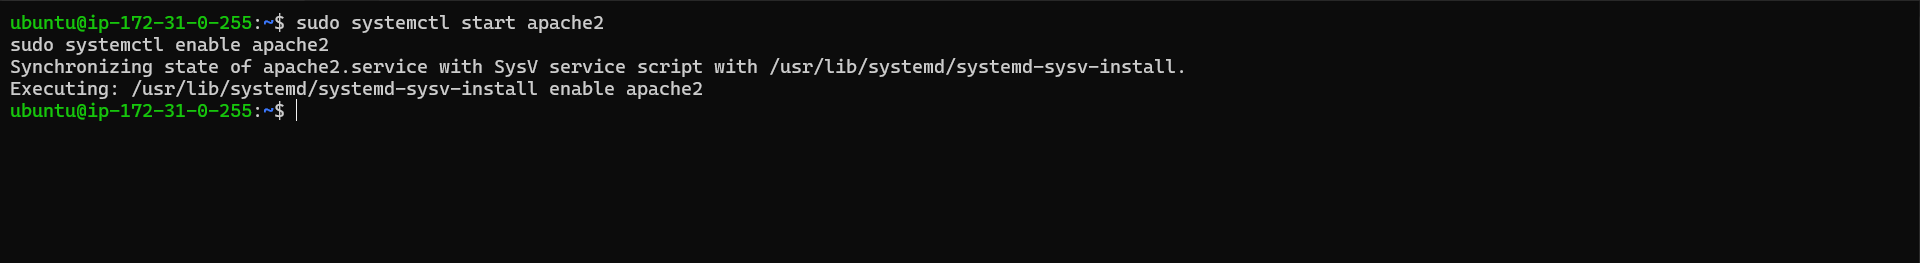 ubuntu@ip-172-31-0-255:~$ sudo systemctl start apache2
sudo systemctl enable apache2
Synchronizing state of apache2.service with SysV service script with /usr/lib/systemd/systemd-sysv-install.
Executing: /usr/lib/systemd/systemd-sysv-install enable apache2
ubuntu@ip-172-31-0-255:~$